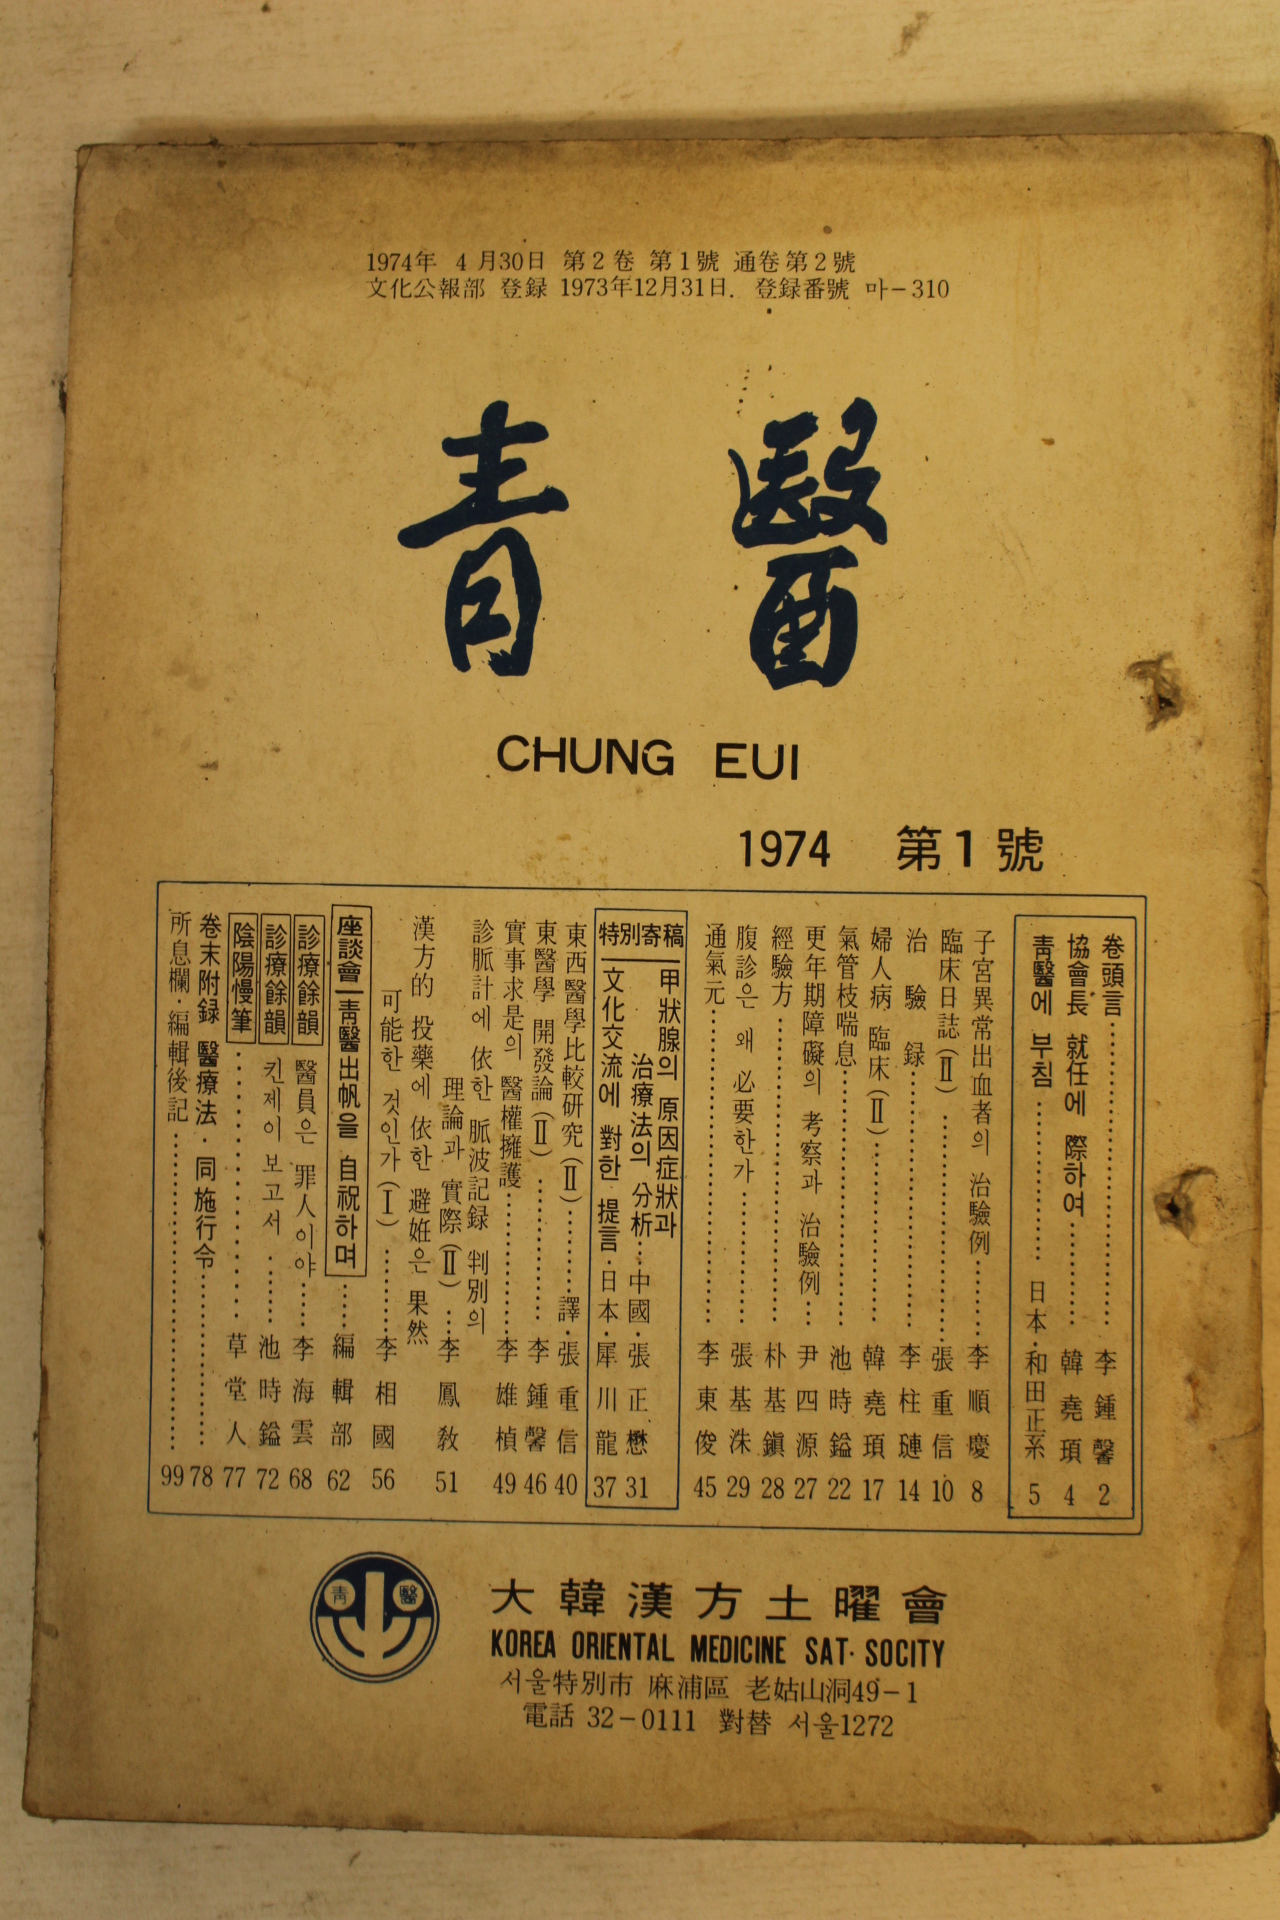 1974年 4月30日 第2卷 第1號 通卷第2號
文化公報部 登録 1973年12月31日. 登録番號 마-310
靑醫
CHUNG EUI
1974 第1號
卷頭言 李鍾馨 2
協會長 就任에 際하여 韓堯頊 4
靑醫에 부침 日本·和田正系 5
子宮異常出血者의 治驗例 李順慶 8
臨床日誌(Ⅱ) 張重信 10
治驗録 李柱璉 14
婦人病 臨床(Ⅱ) 韓堯頊 17
氣管枝喘息 池時鎰 22
更年期障礙의 考察과 治驗例 尹四源 27
經驗方 朴基鎭 28
腹診은 왜 必要한가 張基洙 29
通氣元 李東俊 45
特別寄稿
甲狀腺의 原因症狀과
治療法의 分析 中國·張正懋 31
文化交流에 對한 提言·日本·犀川龍 37
東西醫學比較研究(Ⅱ) 譯·張重信 40
東醫學 開發論(Ⅱ) 李鍾馨 46
實事求是의 醫權擁護 李雄楨 49
診脈計에 依한 脈波記録 判別의
理論과 實際(Ⅱ) 李鳳敎 51
漢方的 投藥에 依한 避姙은 果然
可能한 것인가(Ⅰ) 李相國 56
座談會 靑醫出帆을 自祝하며 編輯部 62
診療餘韻 醫員은 罪人이야 李海雲 68
診療餘韻 킨제이 보고서 池時鎰 72
陰陽慢筆 草堂人 77
卷末附録 醫療法·同施行令 78
所息欄·編輯後記 99
靑 醫
大韓漢方土曜會
KOREA ORIENTAL MEDICINE SAT· SOCITY
서울特別市 麻浦區 老姑山洞49-1
電話 32-0111 對替 서울1272